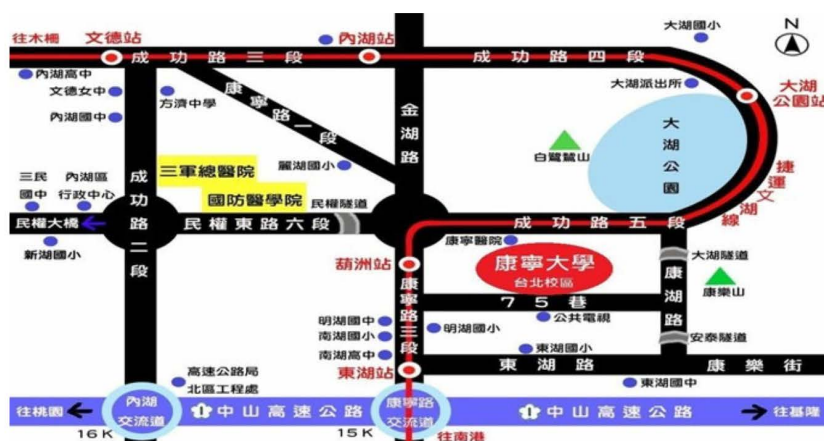 大湖國小
N
往木柵
文德站
內湖站
成功路三段
成功路四段
內湖高中
文德女中
方濟中學
內湖國中
康寧路一段
金湖路
大湖派出所
大湖公園站
大湖公園
白鷺鷥山
捷運文湖線
麗湖國小
三軍總醫院
國防醫學院
三民國中
內湖區行政中心
成功路二段
民權隧道
民權大橋
民權東路六段
成功路五段
新湖國小
葫洲站
康寧醫院
康寧大學
台北校區
大湖隧道
康湖路
康樂山
75巷
康寧路三段
明湖國中
明湖國小
公共電視
南湖國小
南湖高中
東湖國小
安泰隧道
東湖路
康樂街
東湖站
東湖國中
高速公路局
北區工程處
往桃園
內湖
交流道
1
中山高速公路
康寧路
交流道
中山高速公路
往基隆
16K
15K
往南港